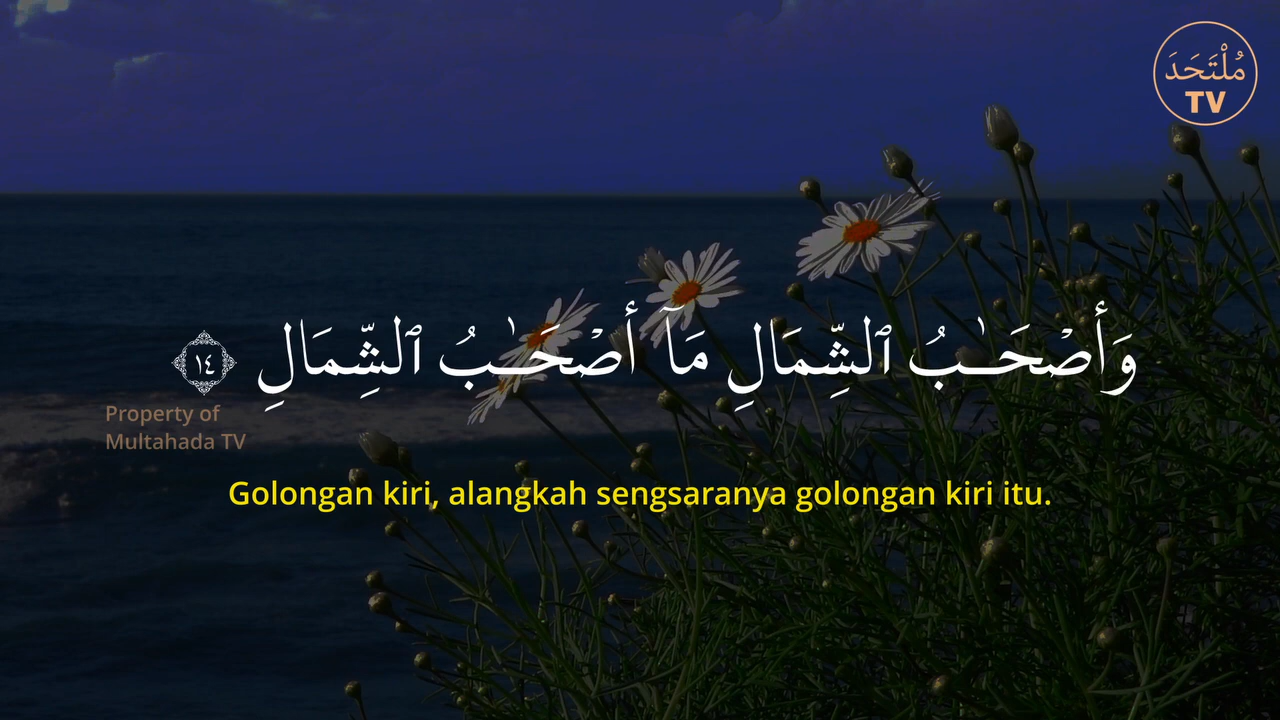 مُلْتَحَدَ
TV
وَأَصْحَـٰبُ ٱلشِّمَالِ مَآ أَصْحَـٰبُ ٱلشِّمَالِ ١٤
Property of
Multahada TV
Golongan kiri, alangkah sengsaranya golongan kiri itu.